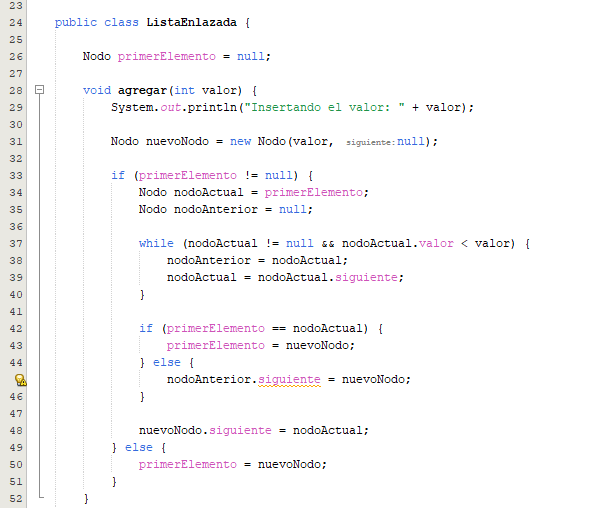 23
24 public class ListaEnlazada {
25
26 Nodo primerElemento = null;
27
28 void agregar(int valor) {
29 System.out.println("Insertando el valor: " + valor);
30
31 Nodo nuevoNodo = new Nodo(valor, siguiente: null);
32
33 if (primerElemento != null) {
34 Nodo nodoActual = primerElemento;
35 Nodo nodoAnterior = null;
36
37 while (nodoActual != null && nodoActual.valor < valor) {
38 nodoAnterior = nodoActual;
39 nodoActual = nodoActual.siguiente;
40 }
41
42 if (primerElemento == nodoActual) {
43 primerElemento = nuevoNodo;
44 } else {
nodoAnterior.siguiente = nuevoNodo;
46 }
47
48 nuevoNodo.siguiente = nodoActual;
49 } else {
50 primerElemento = nuevoNodo;
51 }
52 }